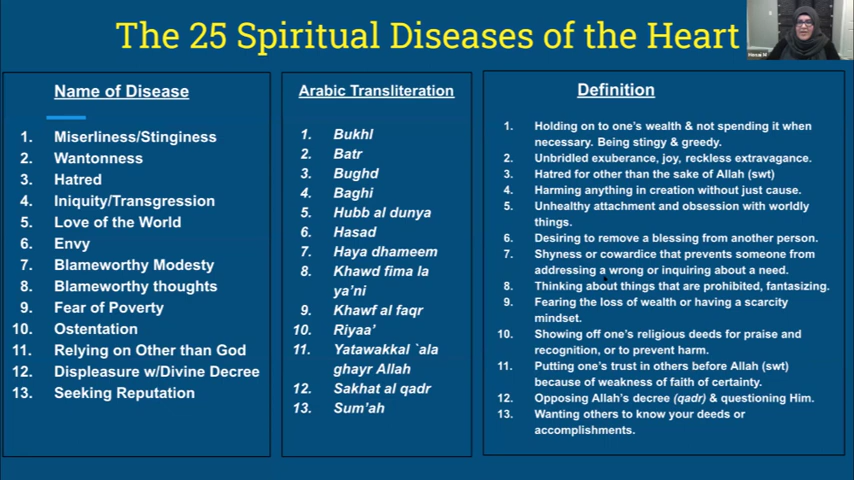 The 25 Spiritual Diseases of the Heart
Name of Disease
1. Miserliness/Stinginess
2. Wantonness
3. Hatred
4. Iniquity/Transgression
5. Love of the World
6. Envy
7. Blameworthy Modesty
8. Blameworthy thoughts
9. Fear of Poverty
10. Ostentation
11. Relying on Other than God
12. Displeasure w/Divine Decree
13. Seeking Reputation
Arabic Transliteration
1. Bukhl
2. Batr
3. Bughd
4. Baghi
5. Hubb al dunya
6. Hasad
7. Haya dhameem
8. Khawd fima la
ya'ni
9. Khawf al faqr
10. Riyaa'
11. Yatawakkal `ala
ghayr Allah
12. Sakhat al qadr
13. Sum'ah
Definition
1. Holding on to one's wealth & not spending it when
necessary. Being stingy & greedy.
2. Unbridled exuberance, joy, reckless extravagance.
3. Hatred for other than the sake of Allah (swt)
4. Harming anything in creation without just cause.
5. Unhealthy attachment and obsession with worldly
things.
6. Desiring to remove a blessing from another person.
7. Shyness or cowardice that prevents someone from
addressing a wrong or inquiring about a need.
8. Thinking about things that are prohibited, fantasizing.
9. Fearing the loss of wealth or having a scarcity
mindset.
10. Showing off one's religious deeds for praise and
recognition, or to prevent harm.
11. Putting one's trust in others before Allah (swt)
because of weakness of faith of certainty.
12. Opposing Allah's decree (qadr) & questioning Him.
13. Wanting others to know your deeds or
accomplishments.